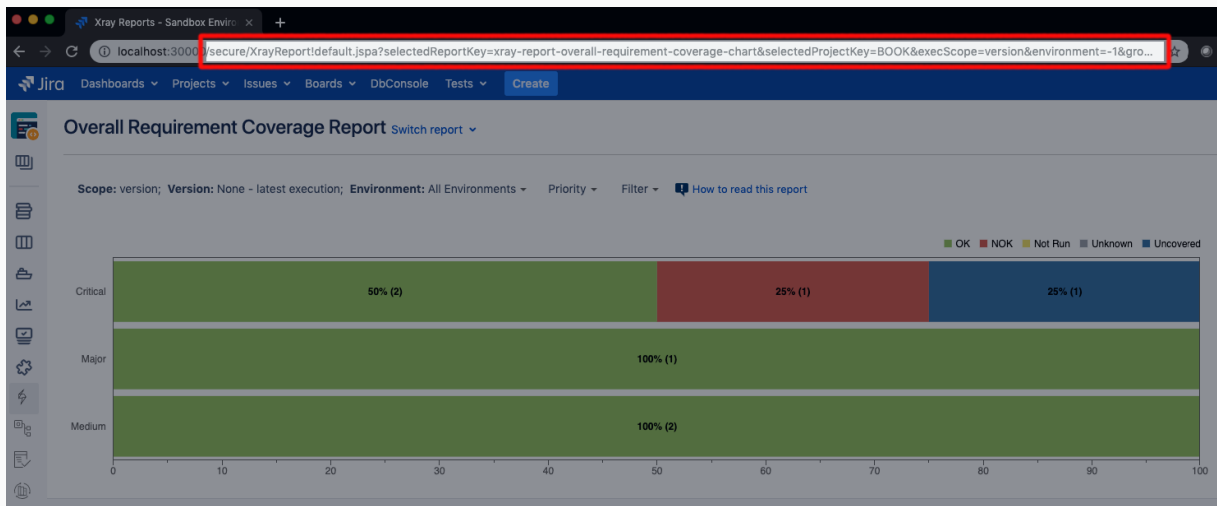 Xray Reports - Sandbox Enviro
localhost:3000/secure/XrayReport!default.jspa?selectedReportKey=xray-report-overall-requirement-coverage-chart&selectedProjectKey=BOOK&execScope=version&environment=-1&gro...
Jira Dashboards Projects Issues Boards DbConsole Tests Create
Overall Requirement Coverage Report Switch report
Scope: version; Version: None - latest execution; Environment: All Environments Priority Filter How to read this report
OK NOK Not Run Unknown Uncovered
Critical 50% (2) 25% (1) 25% (1)
Major 100% (1)
Medium 100% (2)
0 10 20 30 40 50 60 70 80 90 100